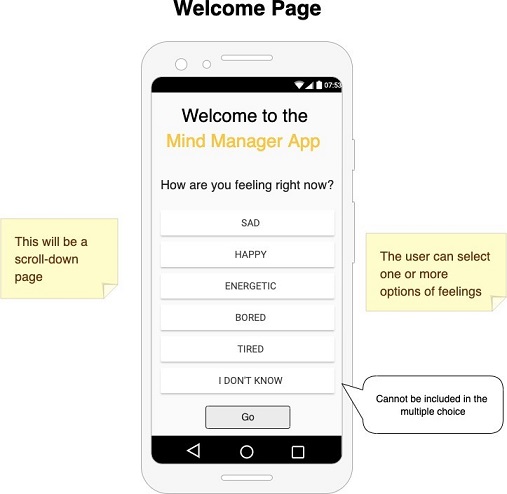 Welcome Page
07:53
Welcome to the
Mind Manager App
How are you feeling right now?
SAD
HAPPY
ENERGETIC
BORED
TIRED
I DON'T KNOW
Go
This will be a
scroll-down
page
The user can select
one or more
options of feelings
Cannot be included in the
multiple choice